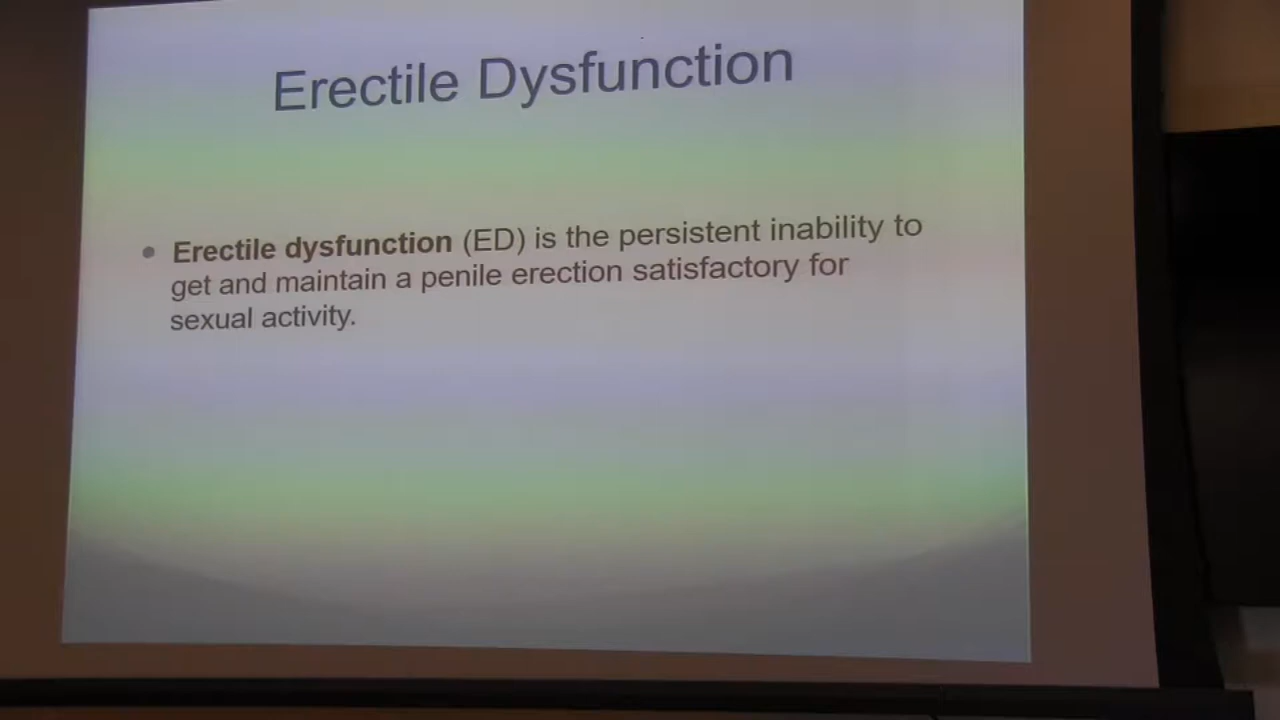 Erectile Dysfunction
• Erectile dysfunction (ED) is the persistent inability to
get and maintain a penile erection satisfactory for
sexual activity.